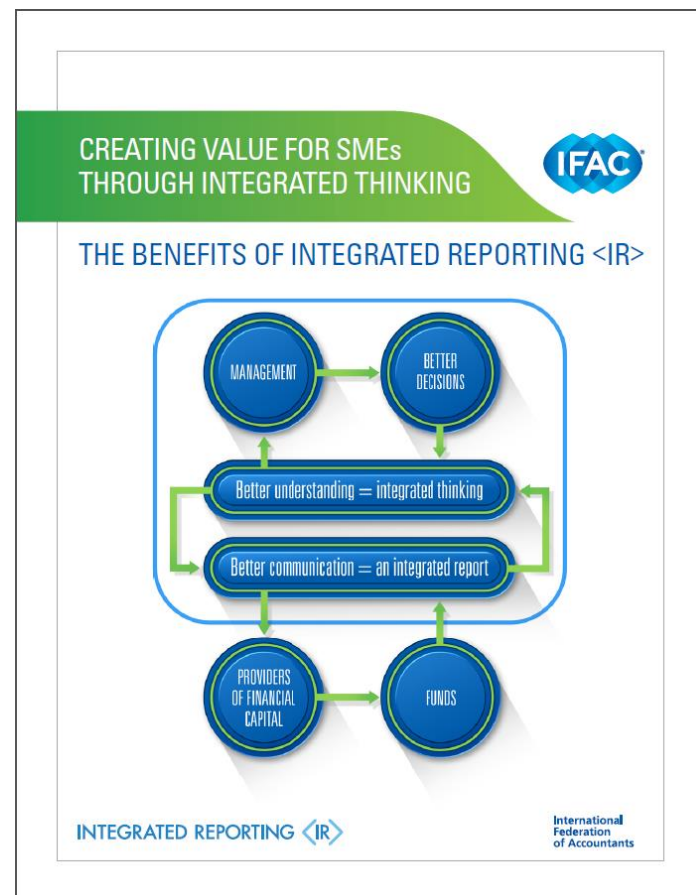 CREATING VALUE FOR SMEs
THROUGH INTEGRATED THINKING
IFAC®
THE BENEFITS OF INTEGRATED REPORTING <IR>
MANAGEMENT
BETTER
DECISIONS
Better understanding = integrated thinking
Better communication = an integrated report
PROVIDERS
OF FINANCIAL
CAPITAL
FUNDS
INTEGRATED REPORTING <IR>
International
Federation
of Accountants